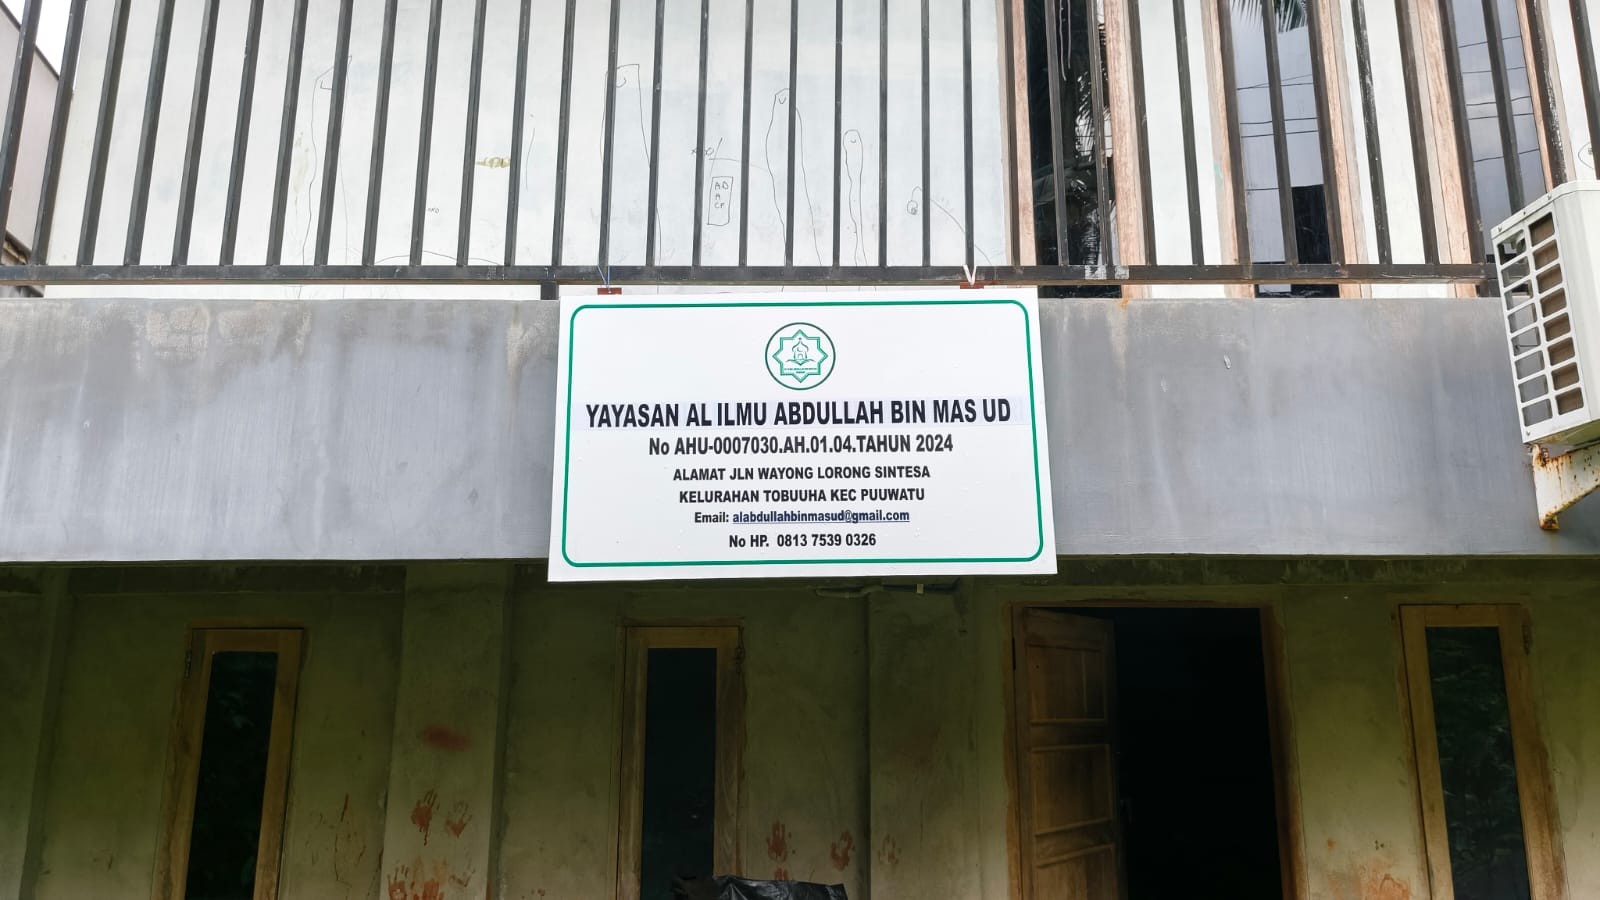 YAYASAN AL ILMU ABDULLAH BIN MAS UD
No AHU-0007030.AH.01.04.TAHUN 2024
ALAMAT JLN WAYONG LORONG SINTESA
KELURAHAN TOBUUHA KEC PUUWATU
Email: alabdullahbinmasud@gmail.com
No HP. 0813 7539 0326